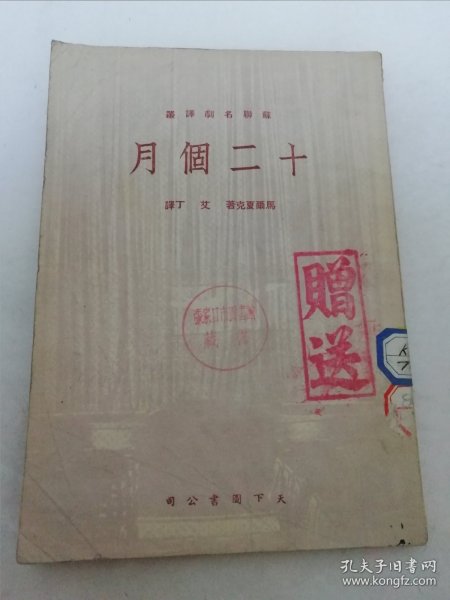 蘇聯名劇譯叢
十二個月
馬爾夏克著 艾丁譯
贈送
天下圖書公司
孔夫子旧书网
www.kongfz.com